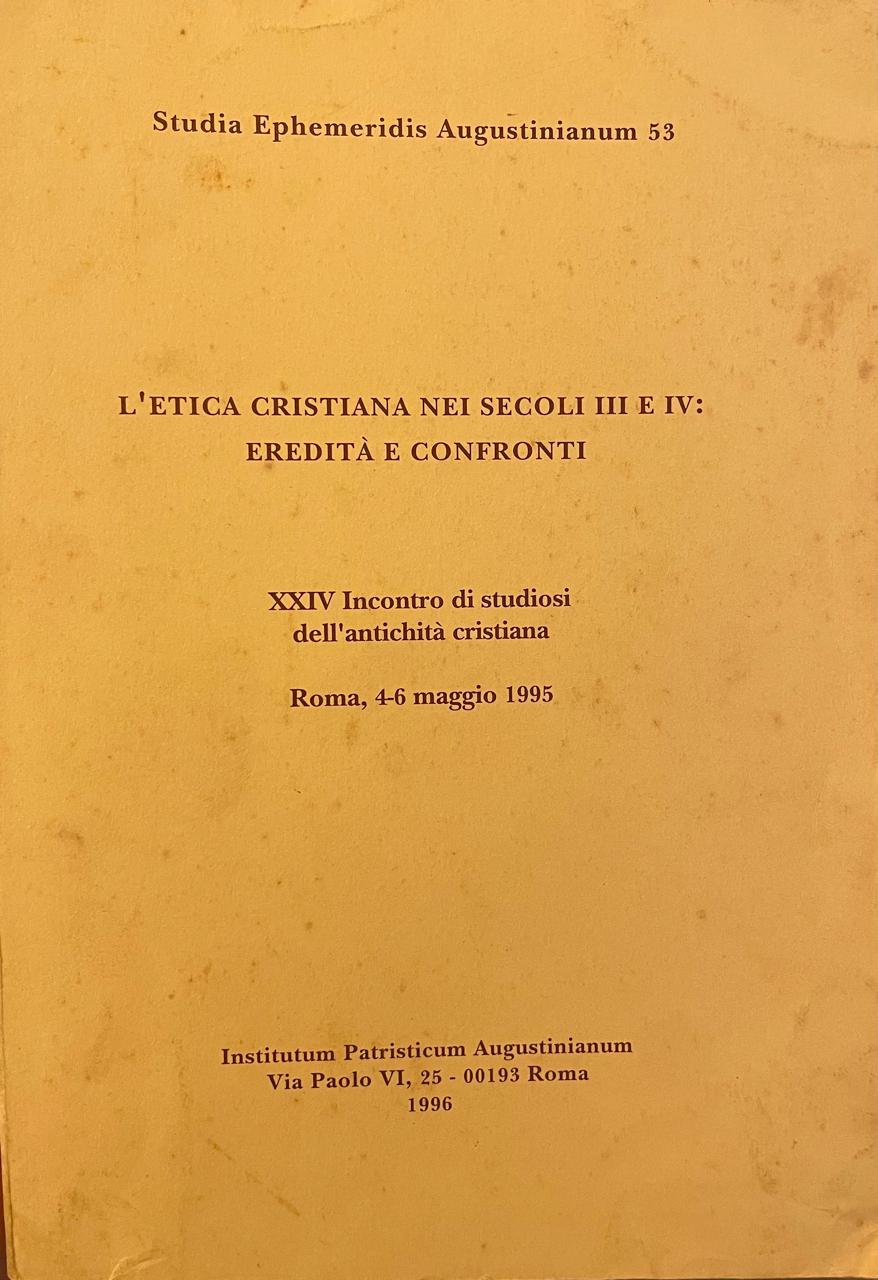 Studia Ephemeridis Augustinianum 53
L'ETICA CRISTIANA NEI SECOLI III E IV:
EREDITÀ E CONFRONTI
XXIV Incontro di studiosi
dell'antichità cristiana
Roma, 4-6 maggio 1995
Institutum Patristicum Augustinianum
Via Paolo VI, 25 - 00193 Roma
1996